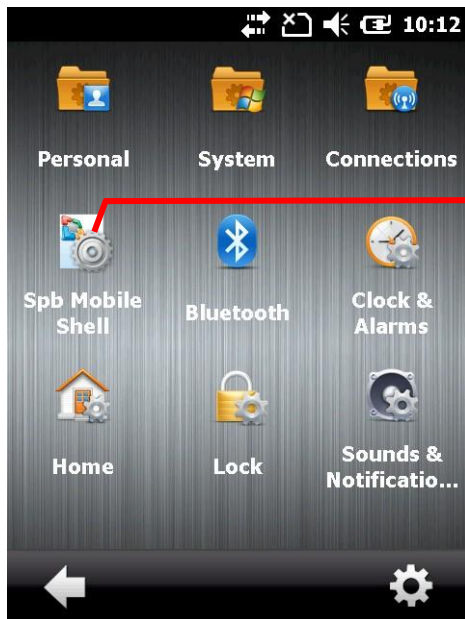 10:12
Personal System Connections
Spb Mobile
Shell
Bluetooth
Clock &
Alarms
Home Lock
Sounds &
Notificatio...